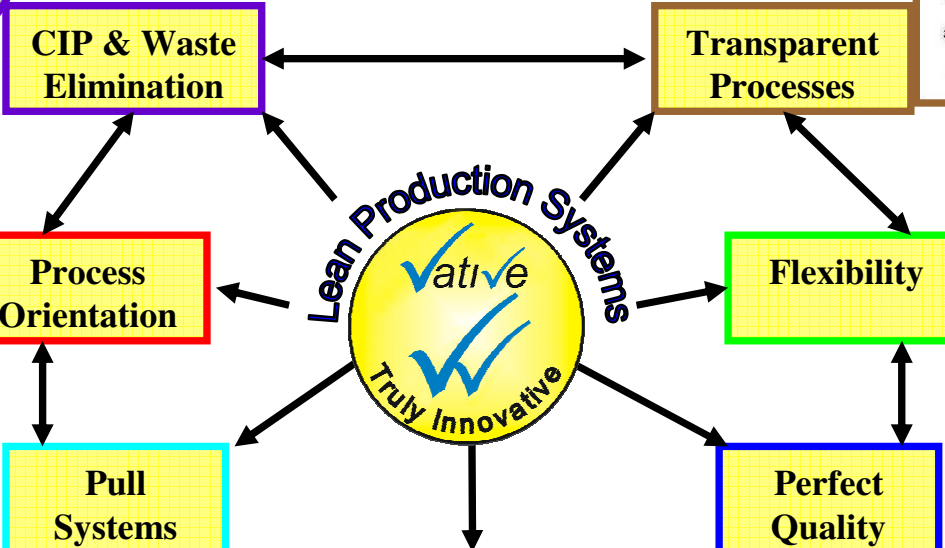 CIP & Waste
Elimination
Transparent
Processes
Lean Production Systems
Process
Orientation
Vative
Flexibility
Truly Innovative
Pull
Systems
Perfect
Quality